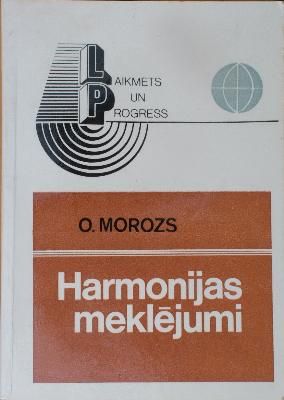 LAIKMETS
UN
PROGRESS
O. MOROZS
Harmonijas
meklējumi